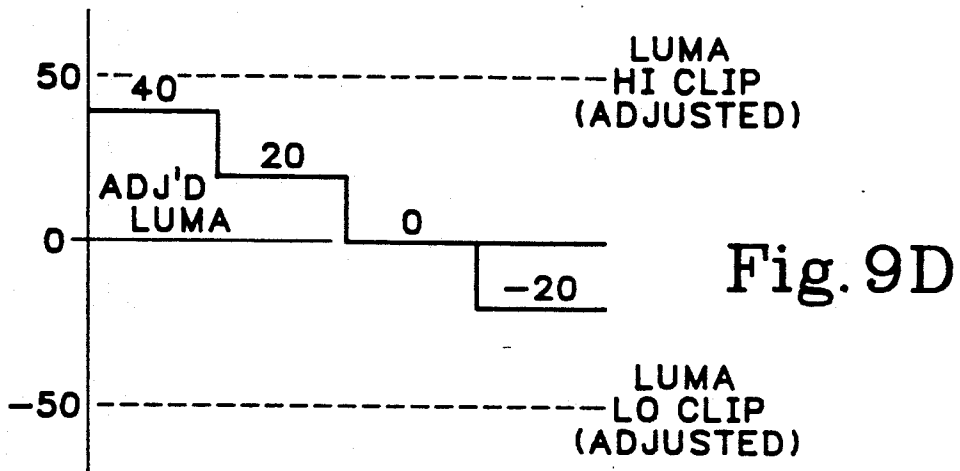 LUMA
50 HI CLIP
(ADJUSTED)
40
20
ADJ'D
LUMA
0
0
-20
Fig. 9D
LUMA
-50 LO CLIP
(ADJUSTED)